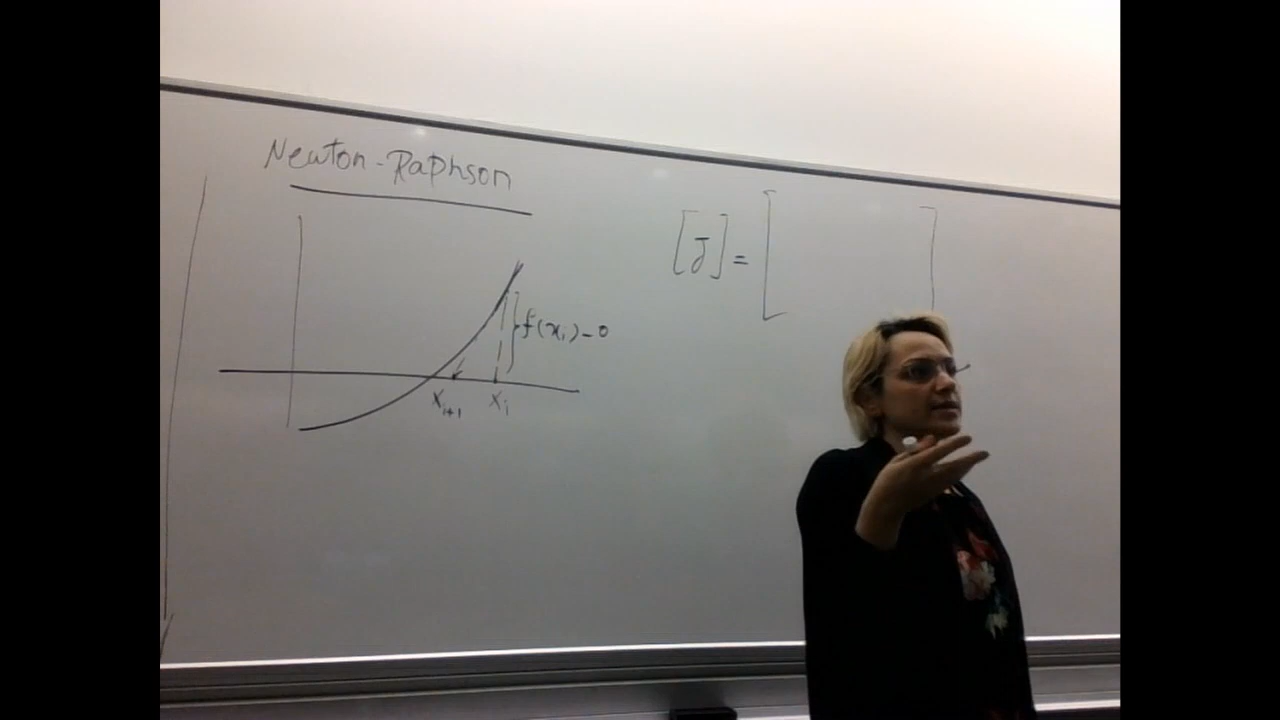 Newton-Raphson
[J] = [ ]
f(xi)-0
xi+1 xi